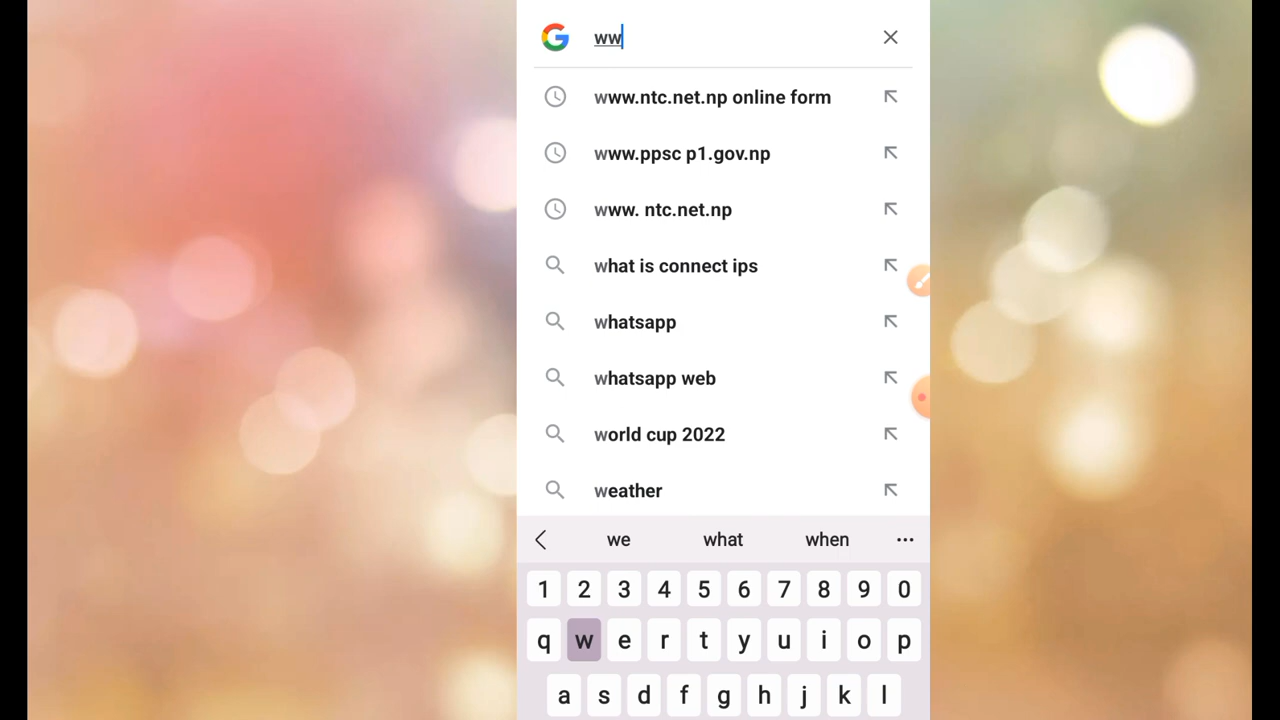 ww
www.ntc.net.np online form
www.ppsc p1.gov.np
www. ntc.net.np
what is connect ips
whatsapp
whatsapp web
world cup 2022
weather
we what when
1 2 3 4 5 6 7 8 9 0
q w e r t y u i o p
a s d f g h j k l